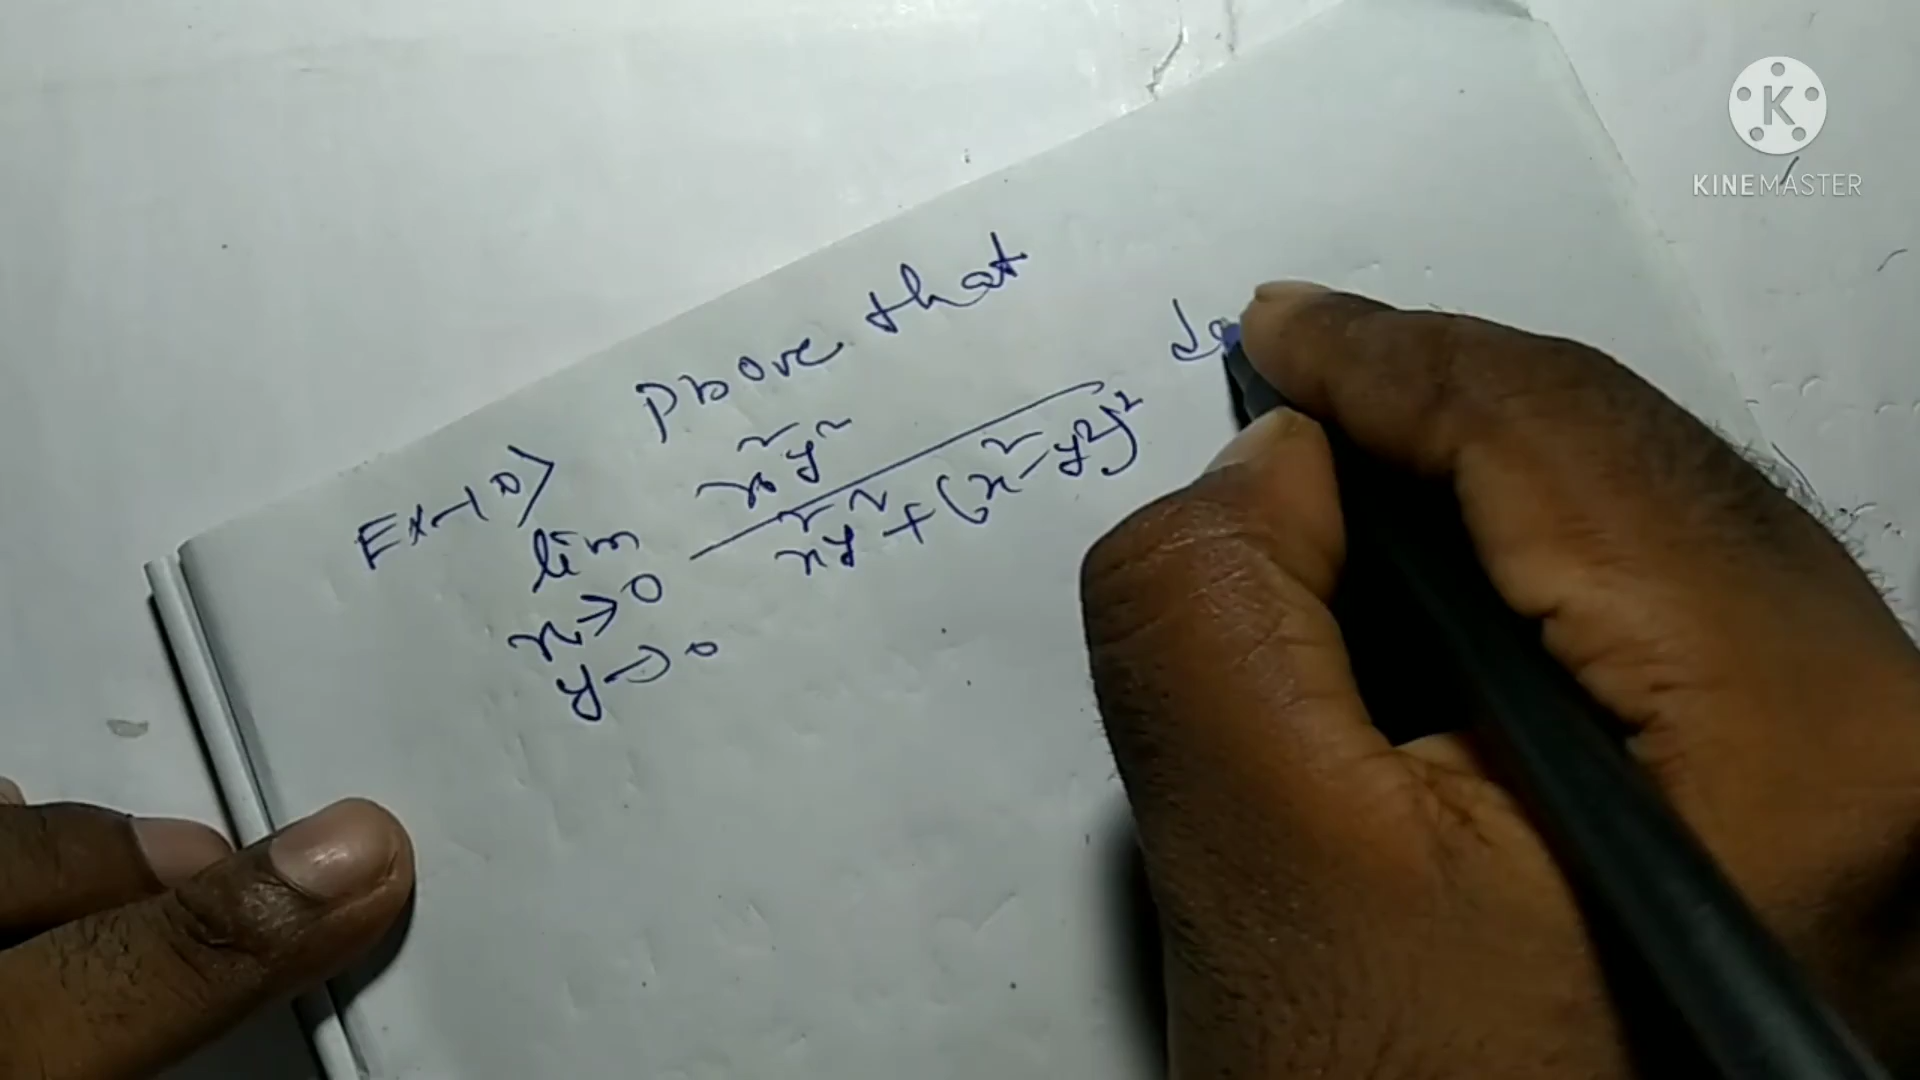 Ex-10> prove that
lim x²y² / x²y² + (x²-y²)²
x→0
y→0
K
KINEMASTER